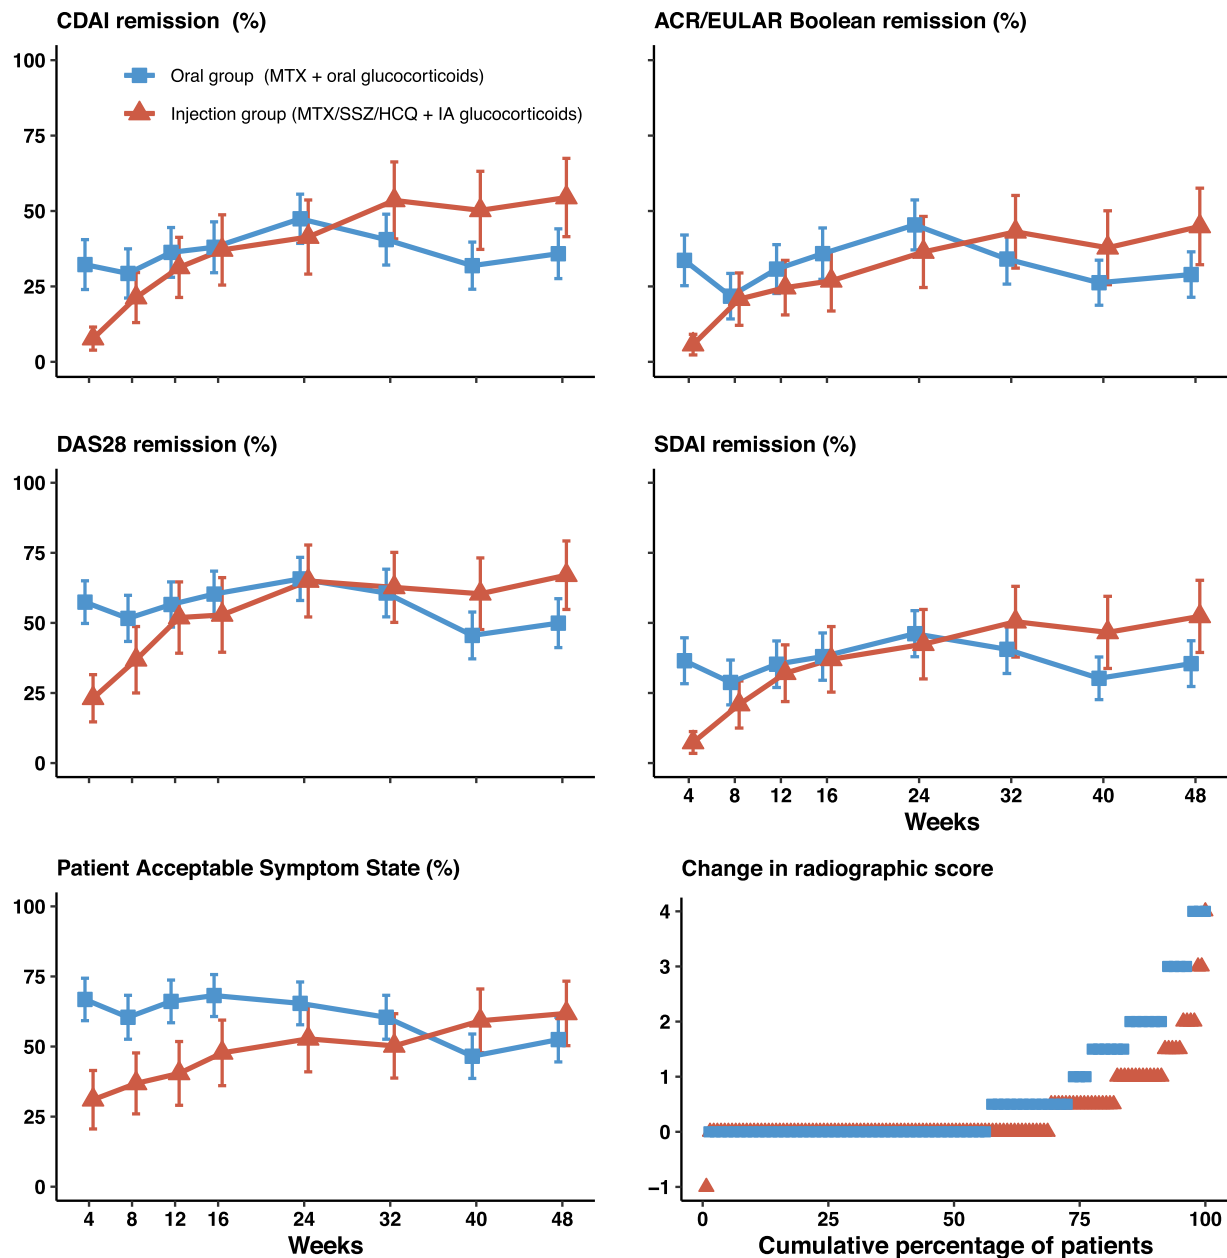 CDAI remission (%)
100
75
50
25
0
Oral group (MTX + oral glucocorticoids)
Injection group (MTX/SSZ/HCQ + IA glucocorticoids)
ACR/EULAR Boolean remission (%)
DAS28 remission (%)
100
75
50
25
0
SDAI remission (%)
4 8 12 16 24 32 40 48
Weeks
Patient Acceptable Symptom State (%)
100
75
50
25
0
4 8 12 16 24 32 40 48
Weeks
Change in radiographic score
4
3
2
1
0
−1
0 25 50 75 100
Cumulative percentage of patients